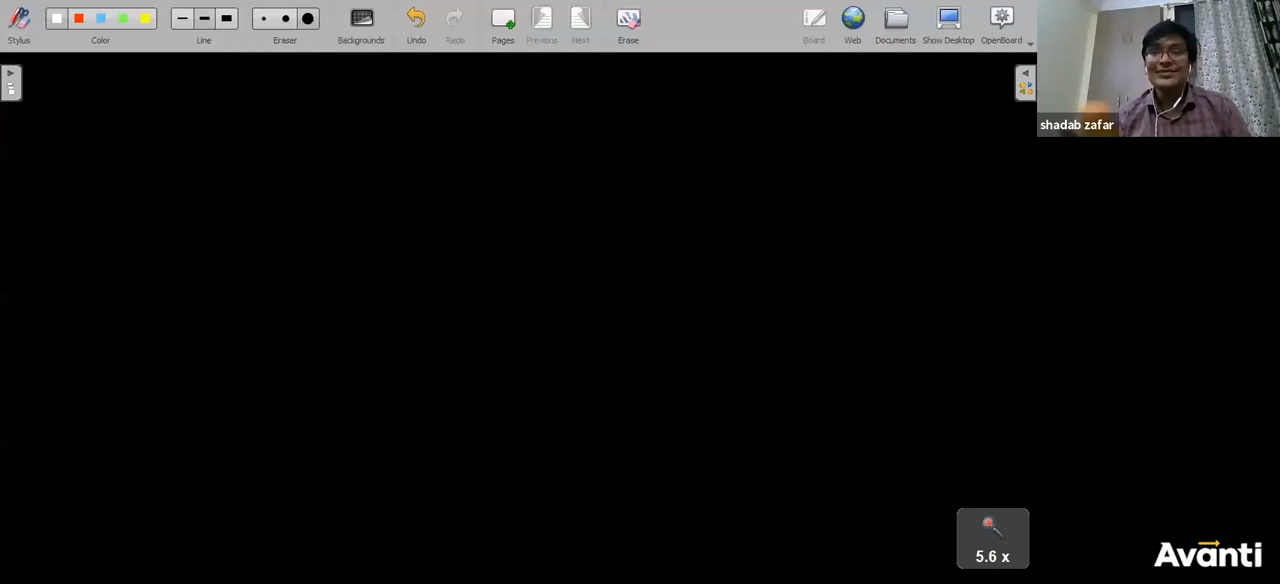 Stylus
Color
Line
Eraser
Backgrounds
Undo
Redo
Pages
Previous
Next
Erase
Board
Web
Documents
Show Desktop
OpenBoard
shadab zafar
5.6 x
Avanti